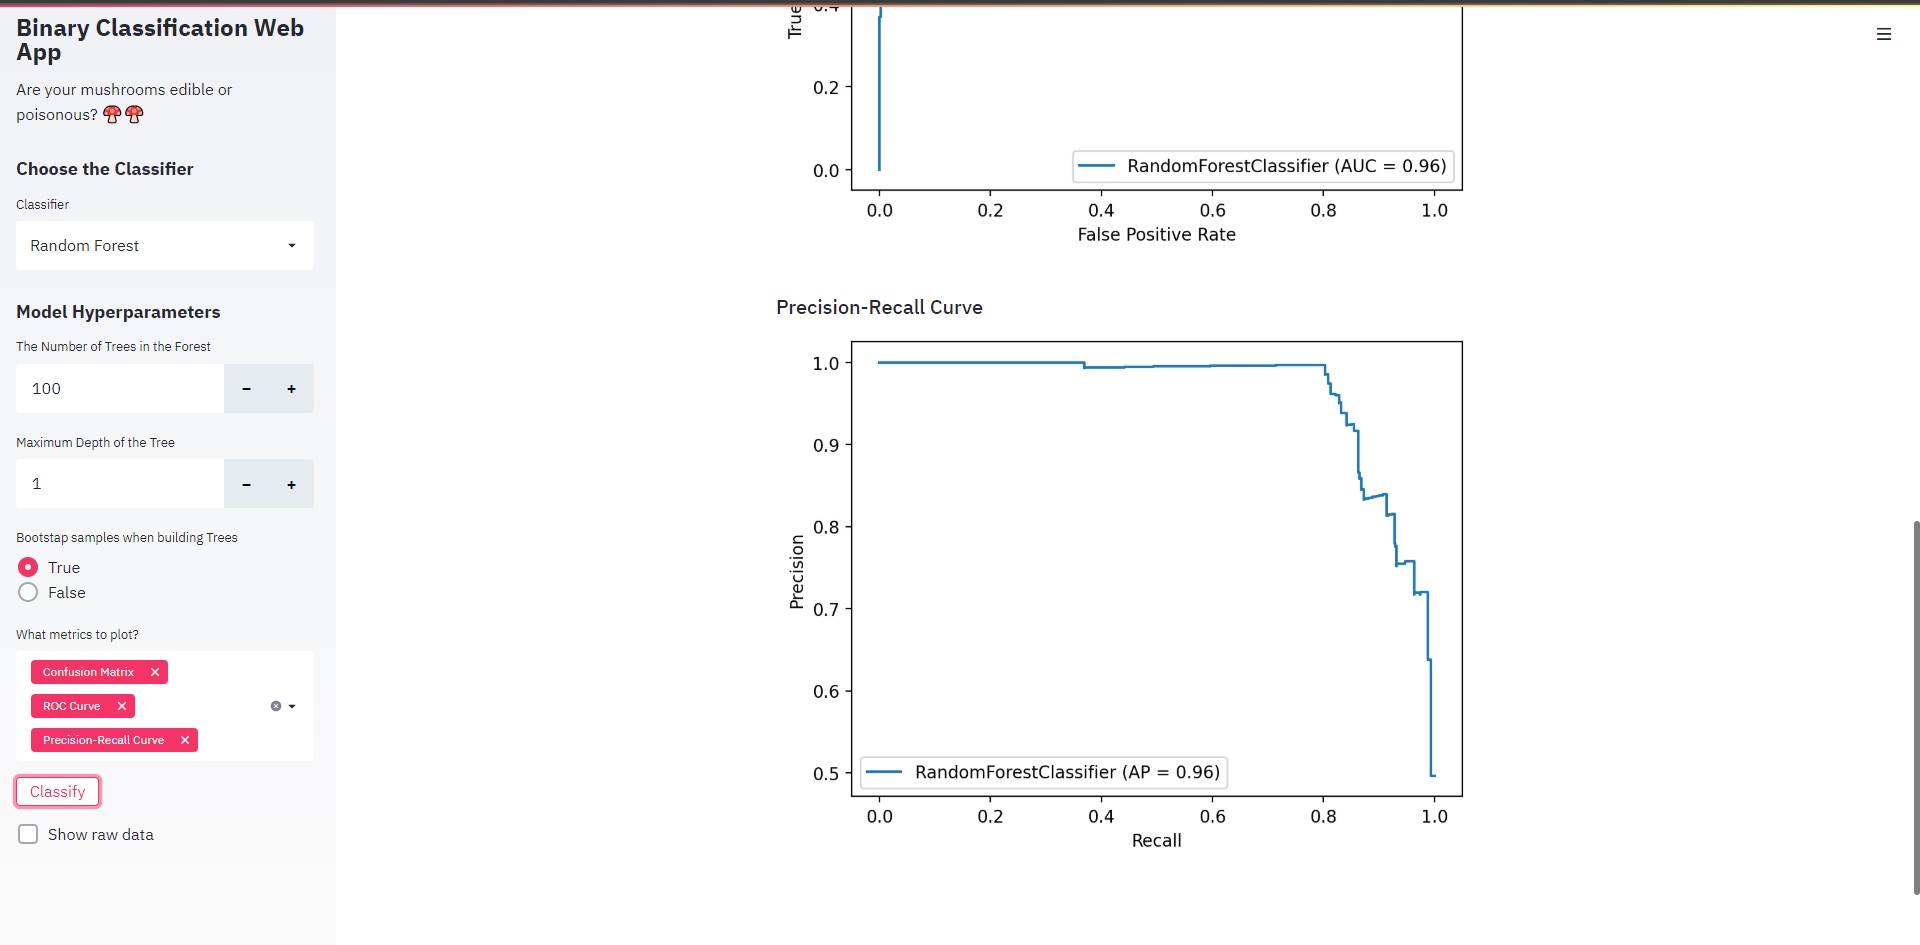 Binary Classification Web
App
Are your mushrooms edible or
poisonous? 🍄🍄
Choose the Classifier
Classifier
Random Forest
Model Hyperparameters
The Number of Trees in the Forest
100
Maximum Depth of the Tree
1
Bootstap samples when building Trees
True
False
What metrics to plot?
Confusion Matrix
ROC Curve
Precision-Recall Curve
Classify
Show raw data
True
0.4
0.2
0.0
RandomForestClassifier (AUC = 0.96)
0.0 0.2 0.4 0.6 0.8 1.0
False Positive Rate
Precision-Recall Curve
1.0
0.9
0.8
0.7
0.6
0.5
Precision
RandomForestClassifier (AP = 0.96)
0.0 0.2 0.4 0.6 0.8 1.0
Recall